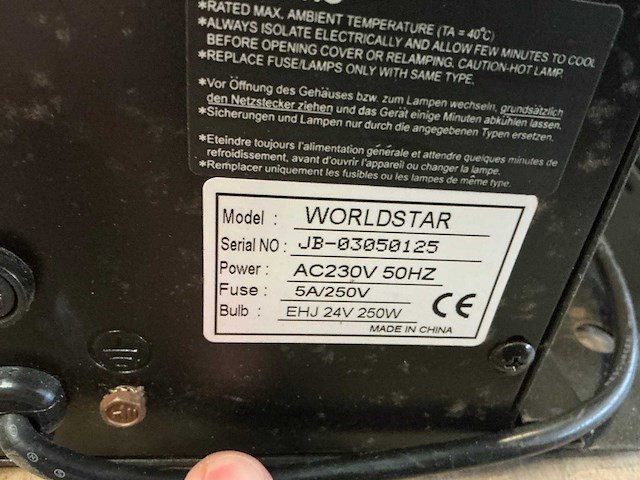 *RATED MAX. AMBIENT TEMPERATURE (TA = 40°C)
*ALWAYS ISOLATE ELECTRICALLY AND ALLOW FEW MINUTES TO COOL
BEFORE OPENING COVER OR RELAMPING. CAUTION-HOT LAMP.
*REPLACE FUSE/LAMPS ONLY WITH SAME TYPE.
*Vor Öffnung des Gehäuses bzw. zum Lampen wechseln, grundsätzlich
den Netzstecker ziehen und das Gerät einige Minuten abkühlen lassen.
*Sicherungen und Lampen nur durch die angegebenen Typen ersetzen.
*Eteindre toujours l'alimentation générale et attendre quelques minutes de
refroidissement, avant d'ouvrir l'appareil ou changer la lampe.
*Remplacer uniquement les fusibles ou les lampes de même type.
Model : WORLDSTAR
Serial NO : JB-03050125
Power : AC230V 50HZ
Fuse : 5A/250V
Bulb : EHJ 24V 250W
CE
MADE IN CHINA